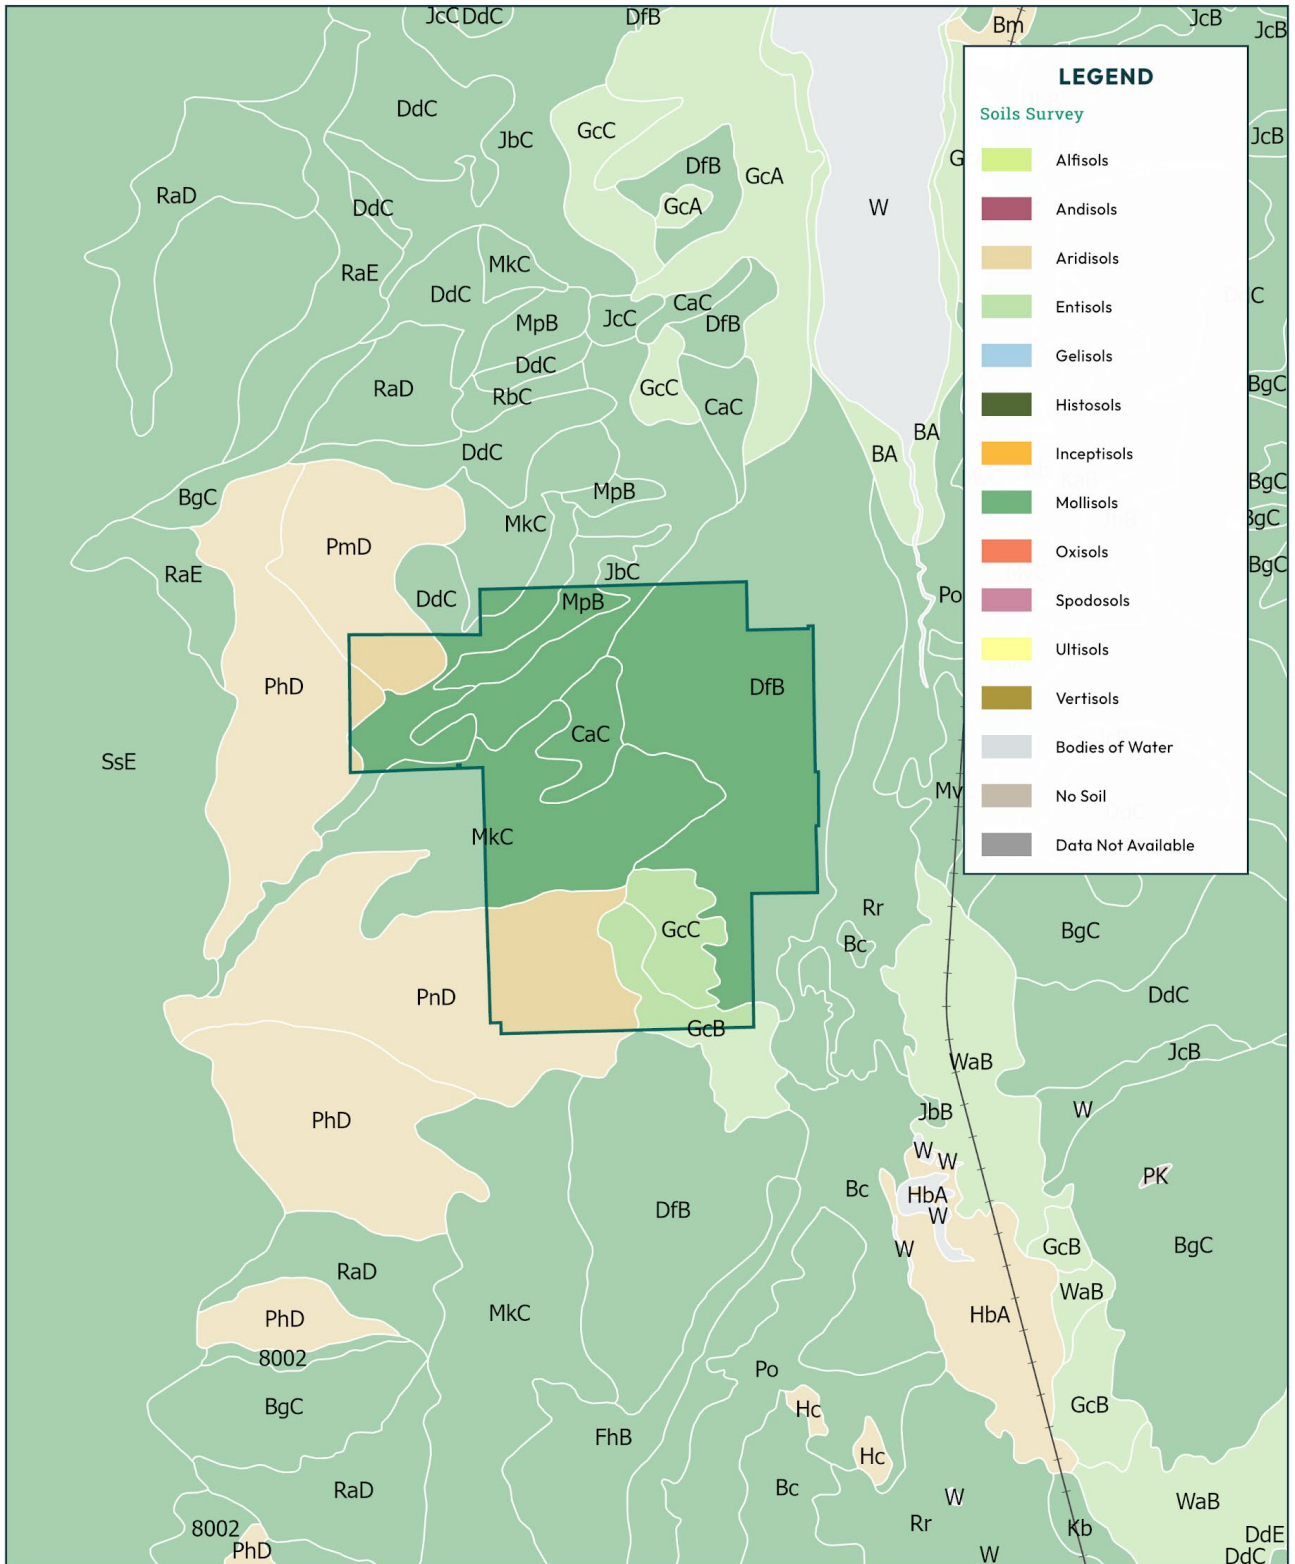 JcC DdC DfB Bm JcB JcB
LEGEND
Soils Survey
Alfisols
Andisols
Aridisols
Entisols
Gelisols
Histosols
Inceptisols
Mollisols
Oxisols
Spodosols
Ultisols
Vertisols
Bodies of Water
No Soil
Data Not Available
DdC
GcC
JbC
JcB
G
DfB
GcA
RaD
DdC
GcA
W
MkC
RaE
DdC
CaC
JcC
MpB
DfB
DdC
RaD
GcC
BgC
RbC
CaC
BA
DdC
BA
BgC
MpB
BgC
MkC
BgC
PmD
BgC
RaE
JbC
DdC
MpB
Po
PhD
DfB
CaC
SsE
Mv
MkC
Rr
GcC
BgC
Bc
PnD
DdC
GcB
JcB
WaB
W
JbB
PhD
W
W
PK
Bc
HbA
DfB
W
W
GcB
BgC
RaD
WaB
MkC
HbA
PhD
8002
Po
BgC
Hc
GcB
FhB
Hc
RaD
Bc
W
WaB
8002
Rr
Kb
DdE
PhD
W
DdC